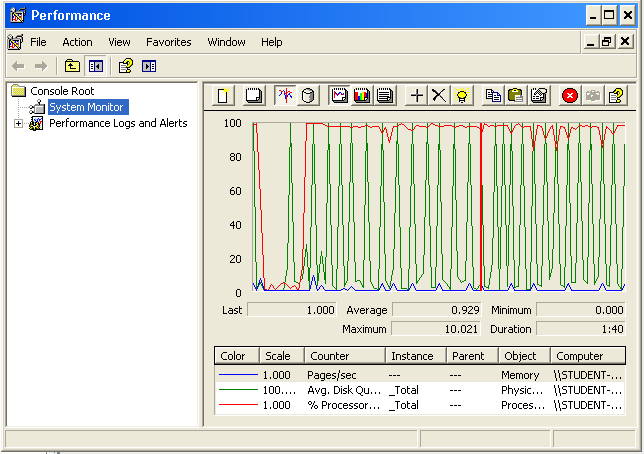 Performance
File Action View Favorites Window Help
Console Root
System Monitor
Performance Logs and Alerts
100
80
60
40
20
0
Last 1.000 Average 0.929 Minimum 0.000
Maximum 10.021 Duration 1:40
Color Scale Counter Instance Parent Object Computer
1.000 Pages/sec --- --- Memory \\STUDENT-...
100.... Avg. Disk Qu... _Total --- Physic... \\STUDENT-...
1.000 % Processor... _Total --- Proces... \\STUDENT-...